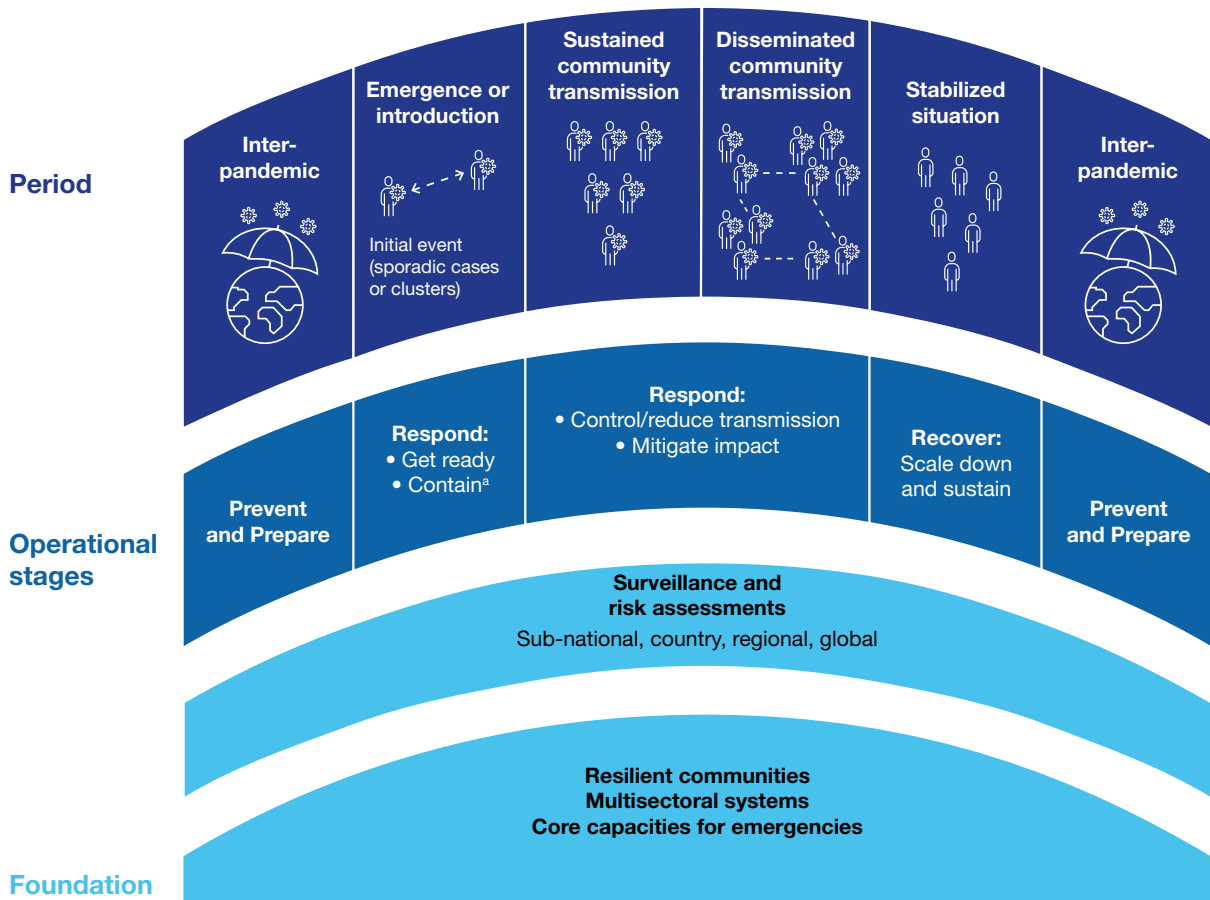 Period
Inter-
pandemic
Emergence or
introduction
Initial event
(sporadic cases
or clusters)
Sustained
community
transmission
Disseminated
community
transmission
Stabilized
situation
Inter-
pandemic
Operational
stages
Prevent
and Prepare
Respond:
• Get ready
• Containᵃ
Respond:
• Control/reduce transmission
• Mitigate impact
Recover:
Scale down
and sustain
Prevent
and Prepare
Surveillance and
risk assessments
Sub-national, country, regional, global
Foundation
Resilient communities
Multisectoral systems
Core capacities for emergencies